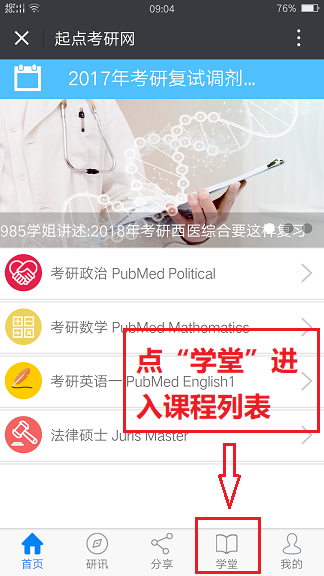 09:04
76%
起点考研网
2017年考研复试调剂...
985学姐讲述:2018年考研西医综合要这样复习
考研政治 PubMed Political
考研数学 PubMed Mathematics
考研英语一 PubMed English1
法律硕士 Juris Master
点“学堂”进
入课程列表
首页 研讯 分享 学堂 我的